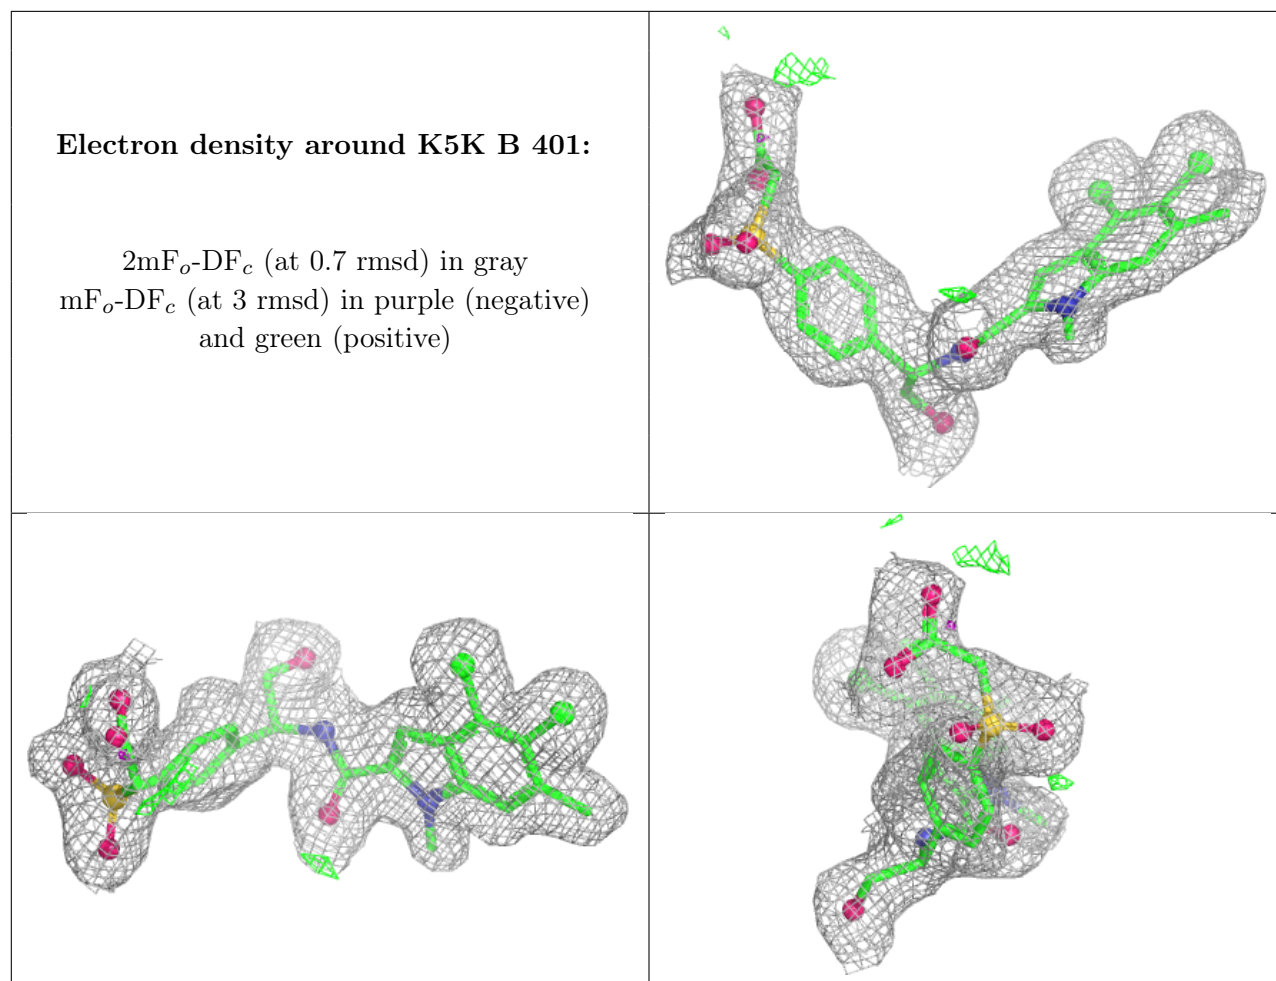 Electron density around K5K B 401:
2mFo-DFc (at 0.7 rmsd) in gray
mFo-DFc (at 3 rmsd) in purple (negative)
and green (positive)